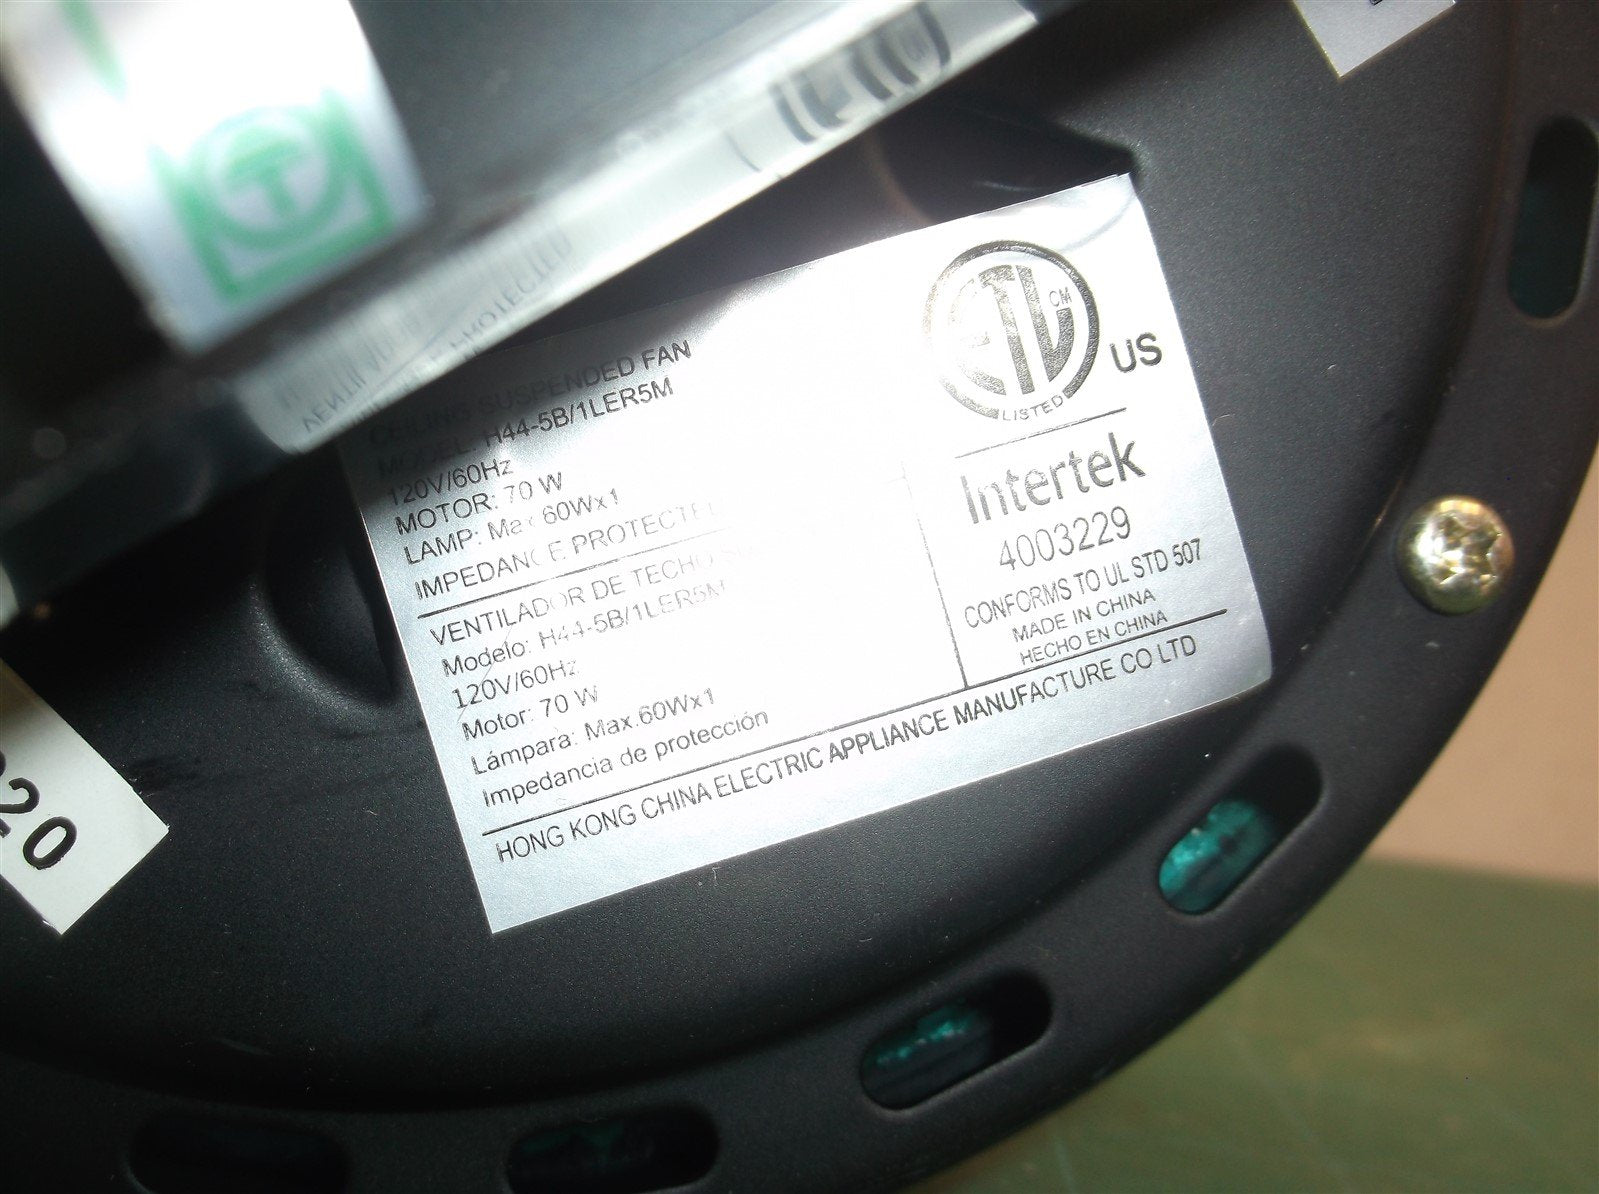 CEILING SUSPENDED FAN
MODEL: H44-5B/1LER5M
120V/60Hz
MOTOR: 70 W
LAMP: Max 60Wx1
IMPEDANCE PROTECTED
VENTILADOR DE TECHO
Modelo: H44-5B/1LER5M
120V/60Hz
Motor: 70 W
Lámpara: Max.60Wx1
Impedancia de protección
ETL CM
LISTED
US
Intertek
4003229
CONFORMS TO UL STD 507
MADE IN CHINA
HECHO EN CHINA
HONG KONG CHINA ELECTRIC APPLIANCE MANUFACTURE CO LTD
20